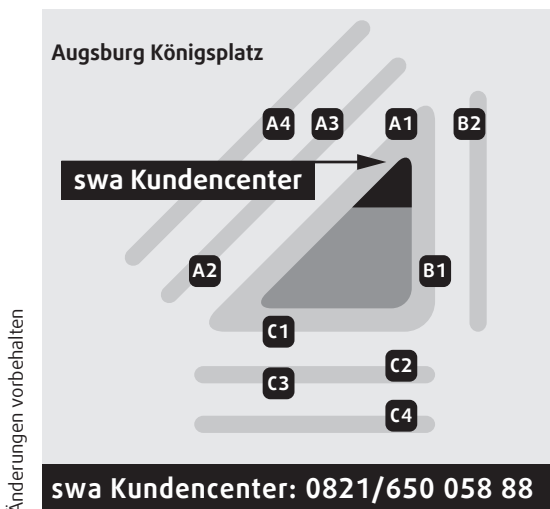 Augsburg Königsplatz
A4 A3 A1 B2
swa Kundencenter
A2 B1
C1
C2
C3
C4
swa Kundencenter: 0821/650 058 88
Änderungen vorbehalten